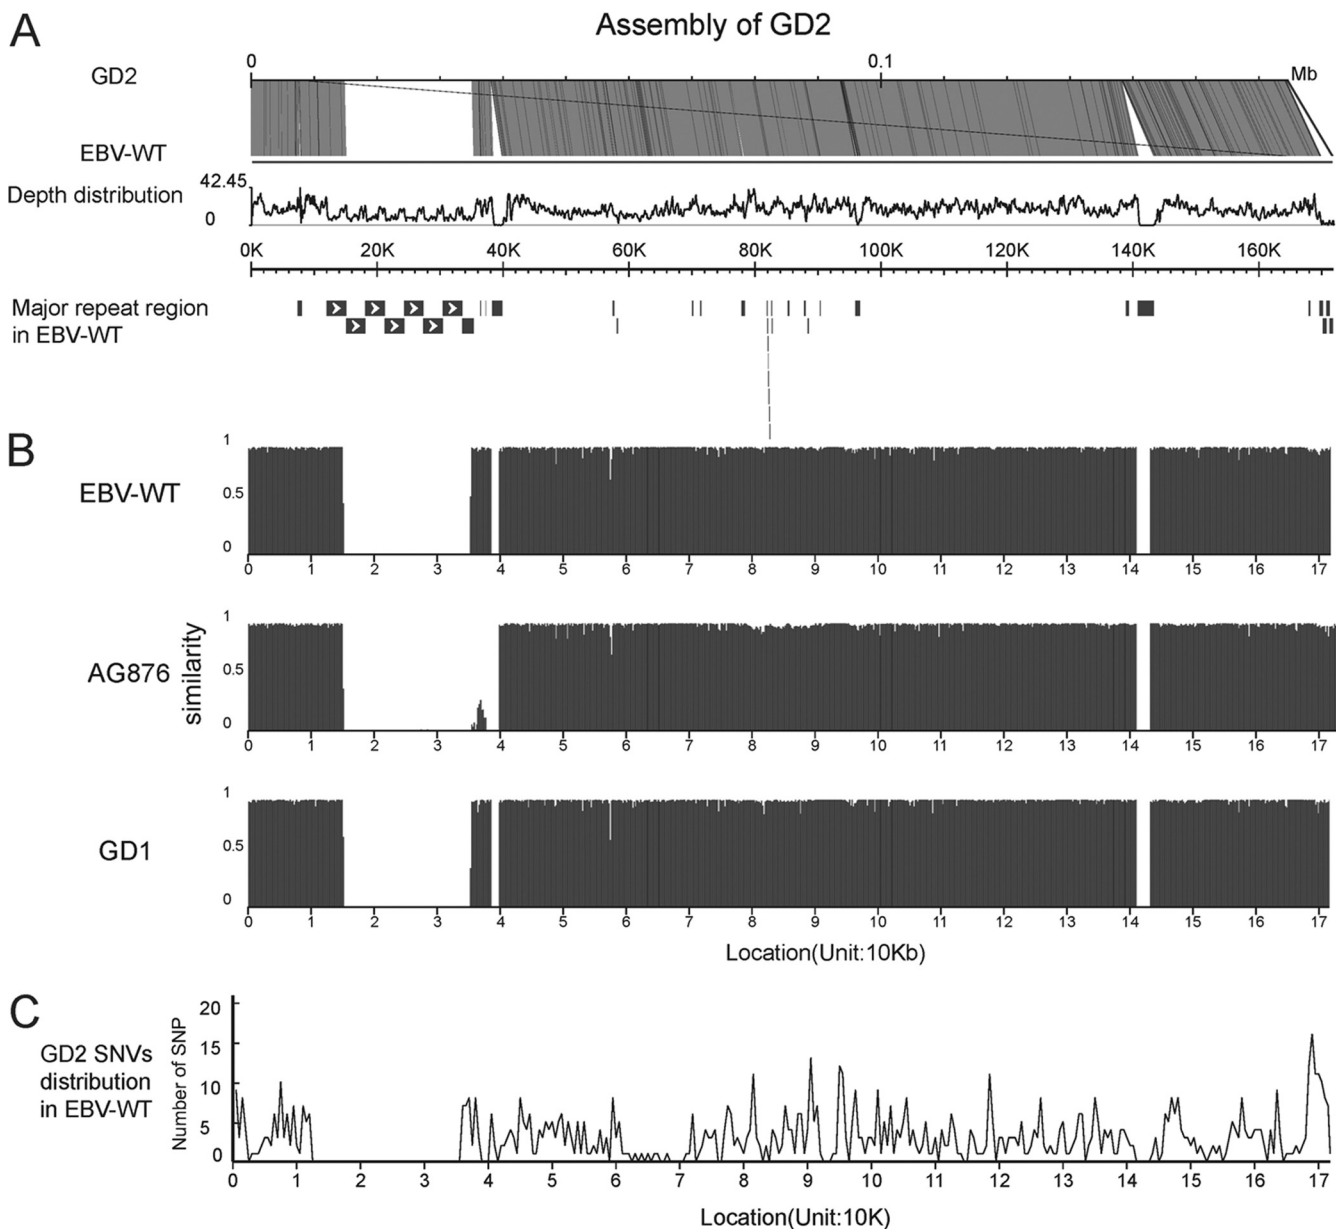 A
Assembly of GD2
0 0.1 Mb
GD2
EBV-WT
Depth distribution
42.45
0
0K 20K 40K 60K 80K 100K 120K 140K 160K
Major repeat region
in EBV-WT
B
EBV-WT
1
0.5
0
0 1 2 3 4 5 6 7 8 9 10 11 12 13 14 15 16 17
AG876
similarity
1
0.5
0
0 1 2 3 4 5 6 7 8 9 10 11 12 13 14 15 16 17
GD1
1
0.5
0
0 1 2 3 4 5 6 7 8 9 10 11 12 13 14 15 16 17
Location(Unit:10Kb)
C
GD2 SNVs
distribution
in EBV-WT
Number of SNP
20
15
10
5
0
0 1 2 3 4 5 6 7 8 9 10 11 12 13 14 15 16 17
Location(Unit:10K)